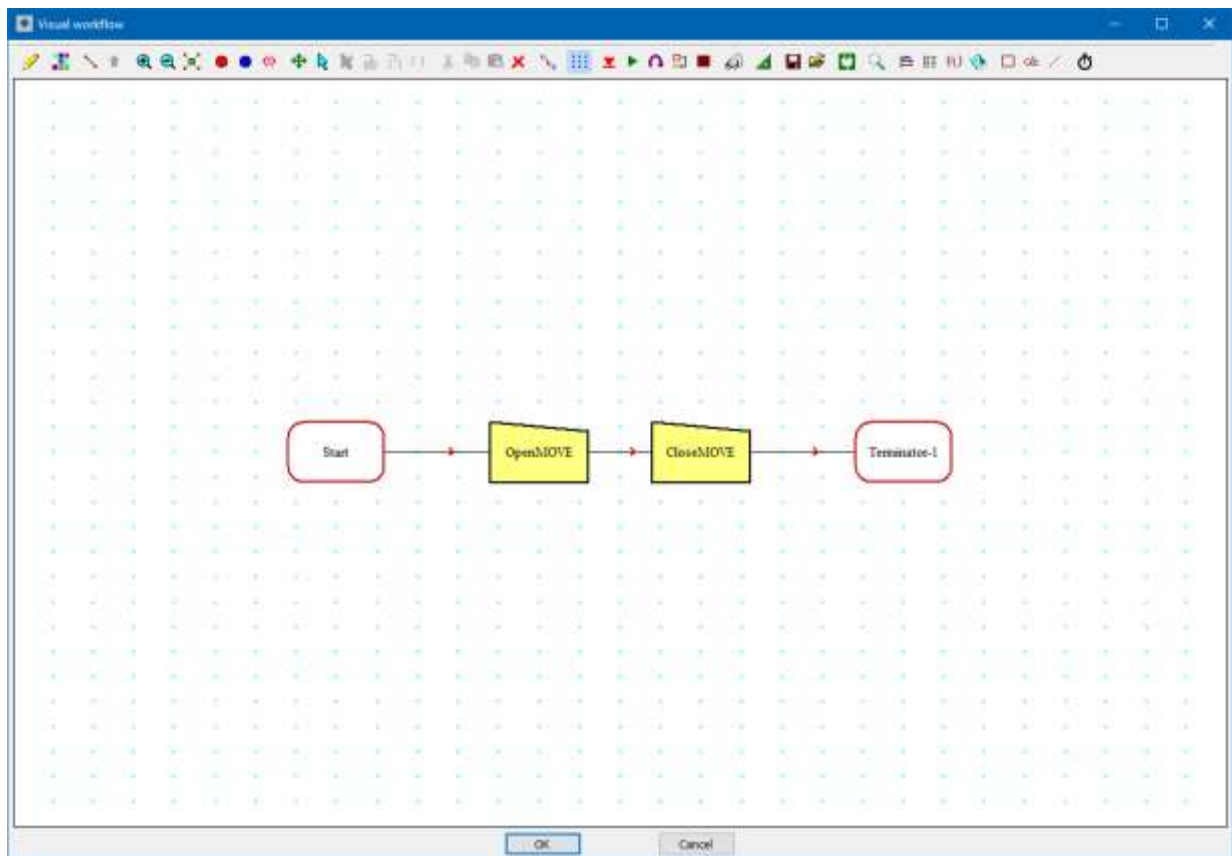 Visual workflow
Start
OpenMOVE
CloseMOVE
Terminator-1
OK
Cancel